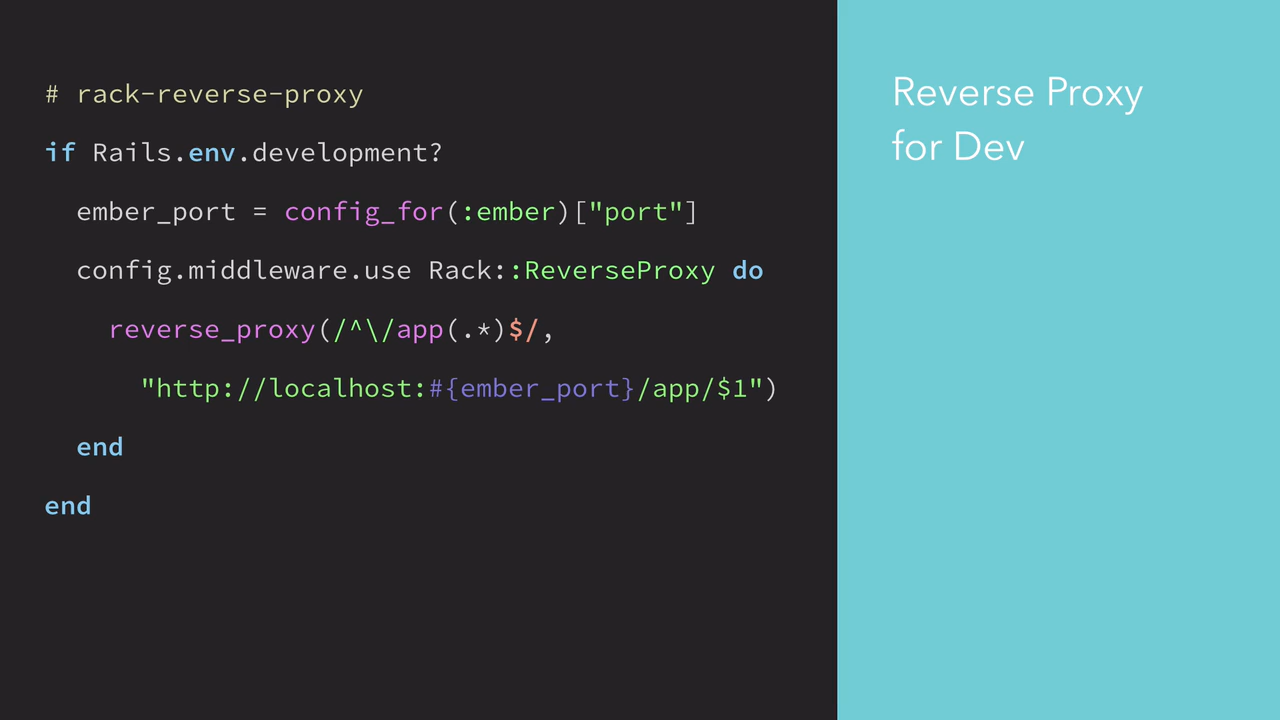 # rack-reverse-proxy
if Rails.env.development?
  ember_port = config_for(:ember)["port"]
  config.middleware.use Rack::ReverseProxy do
    reverse_proxy(/^\/app(.*)$/,
      "http://localhost:#{ember_port}/app/$1")
  end
end
Reverse Proxy
for Dev